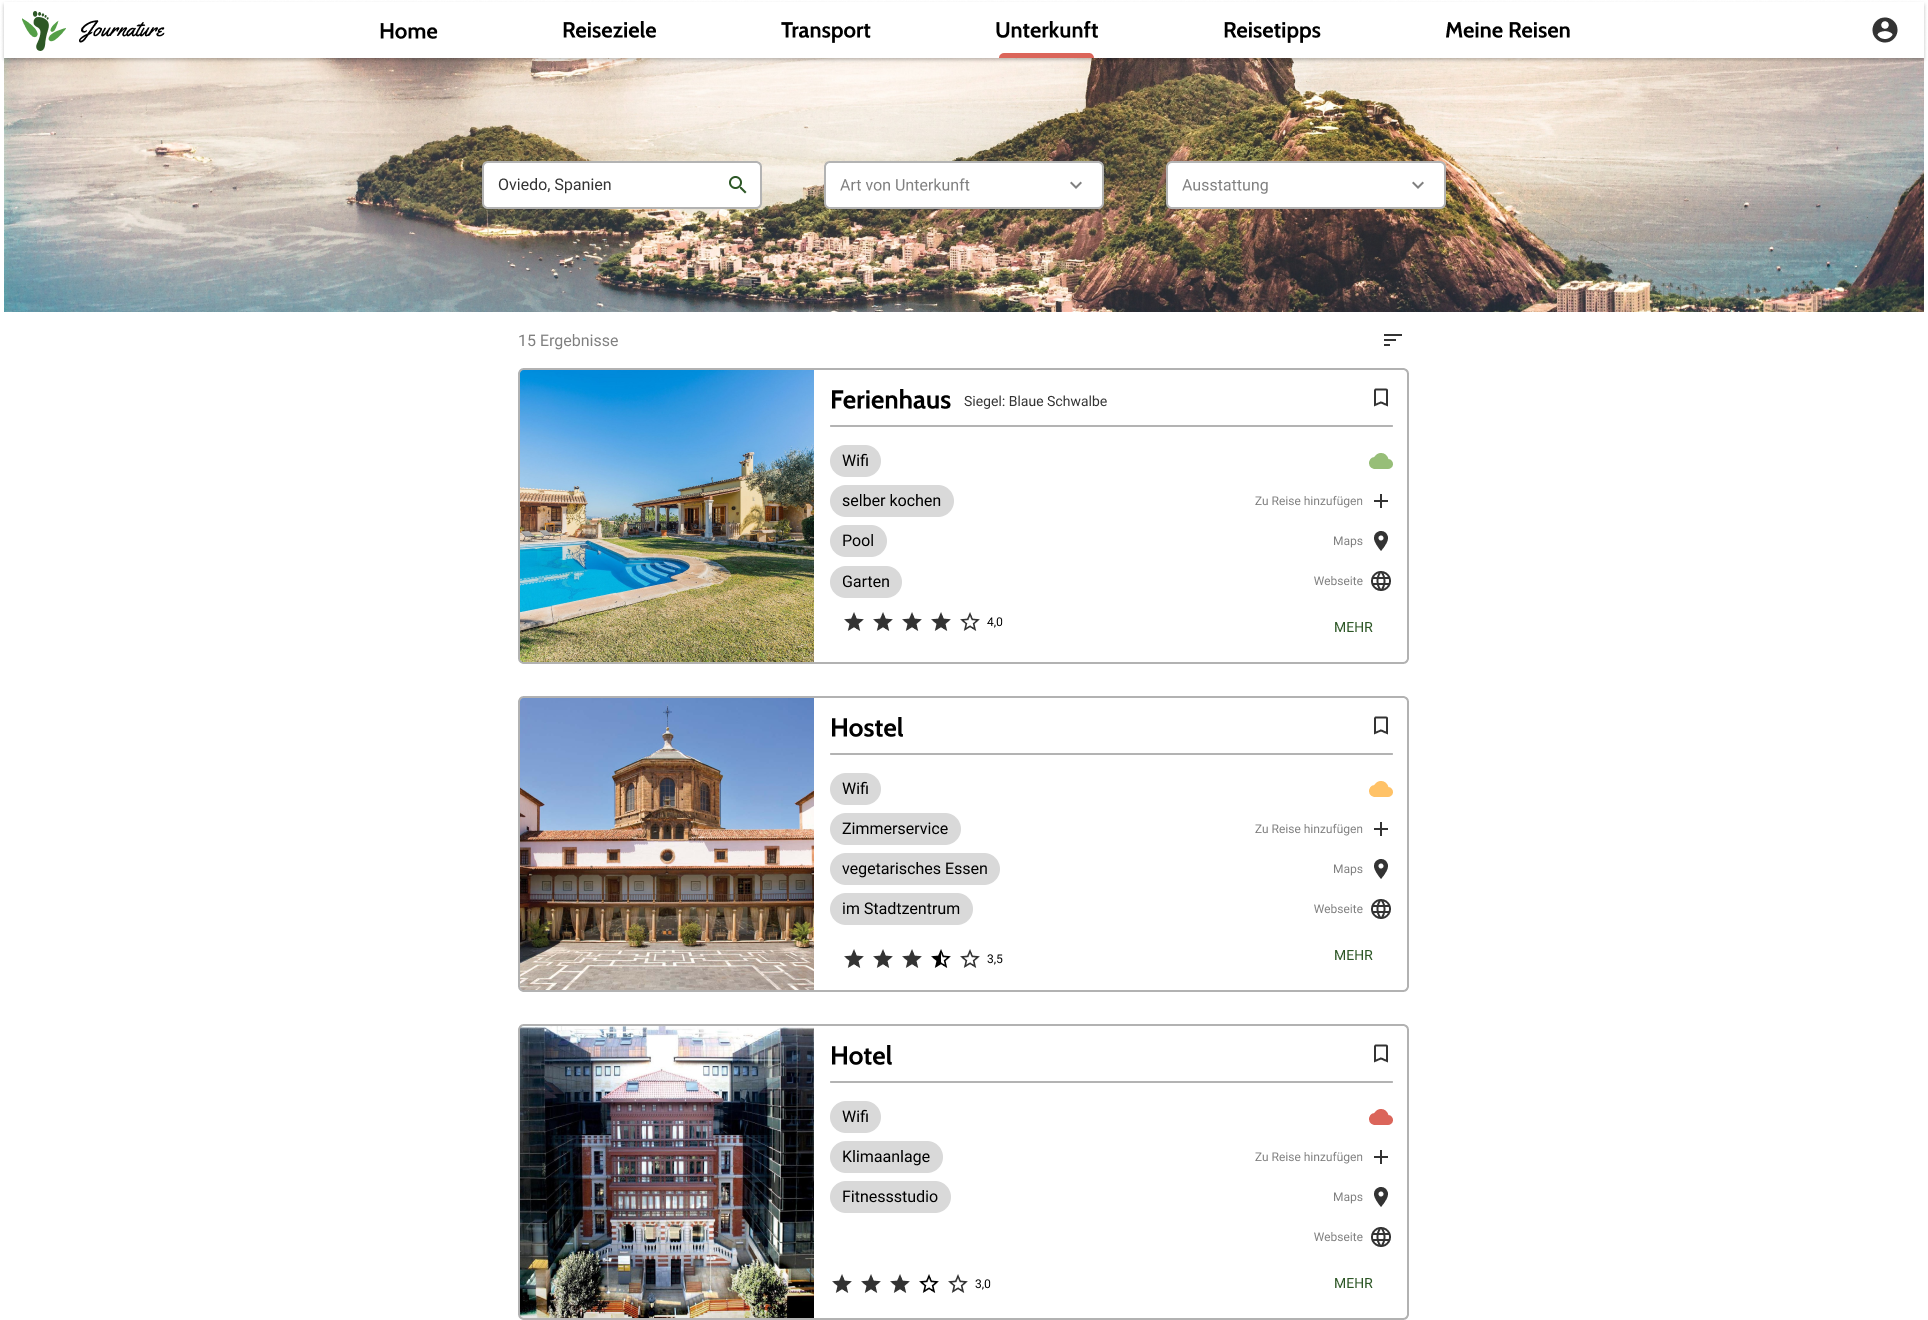 Journature
Home Reiseziele Transport Unterkunft Reisetipps Meine Reisen
Oviedo, Spanien Art von Unterkunft Ausstattung
15 Ergebnisse
Ferienhaus Siegel: Blaue Schwalbe
Wifi
selber kochen Zu Reise hinzufügen
Pool Maps
Garten Webseite
4,0 MEHR
Hostel
Wifi
Zimmerservice Zu Reise hinzufügen
vegetarisches Essen Maps
im Stadtzentrum Webseite
3,5 MEHR
Hotel
Wifi
Klimaanlage Zu Reise hinzufügen
Fitnessstudio Maps
Webseite
3,0 MEHR